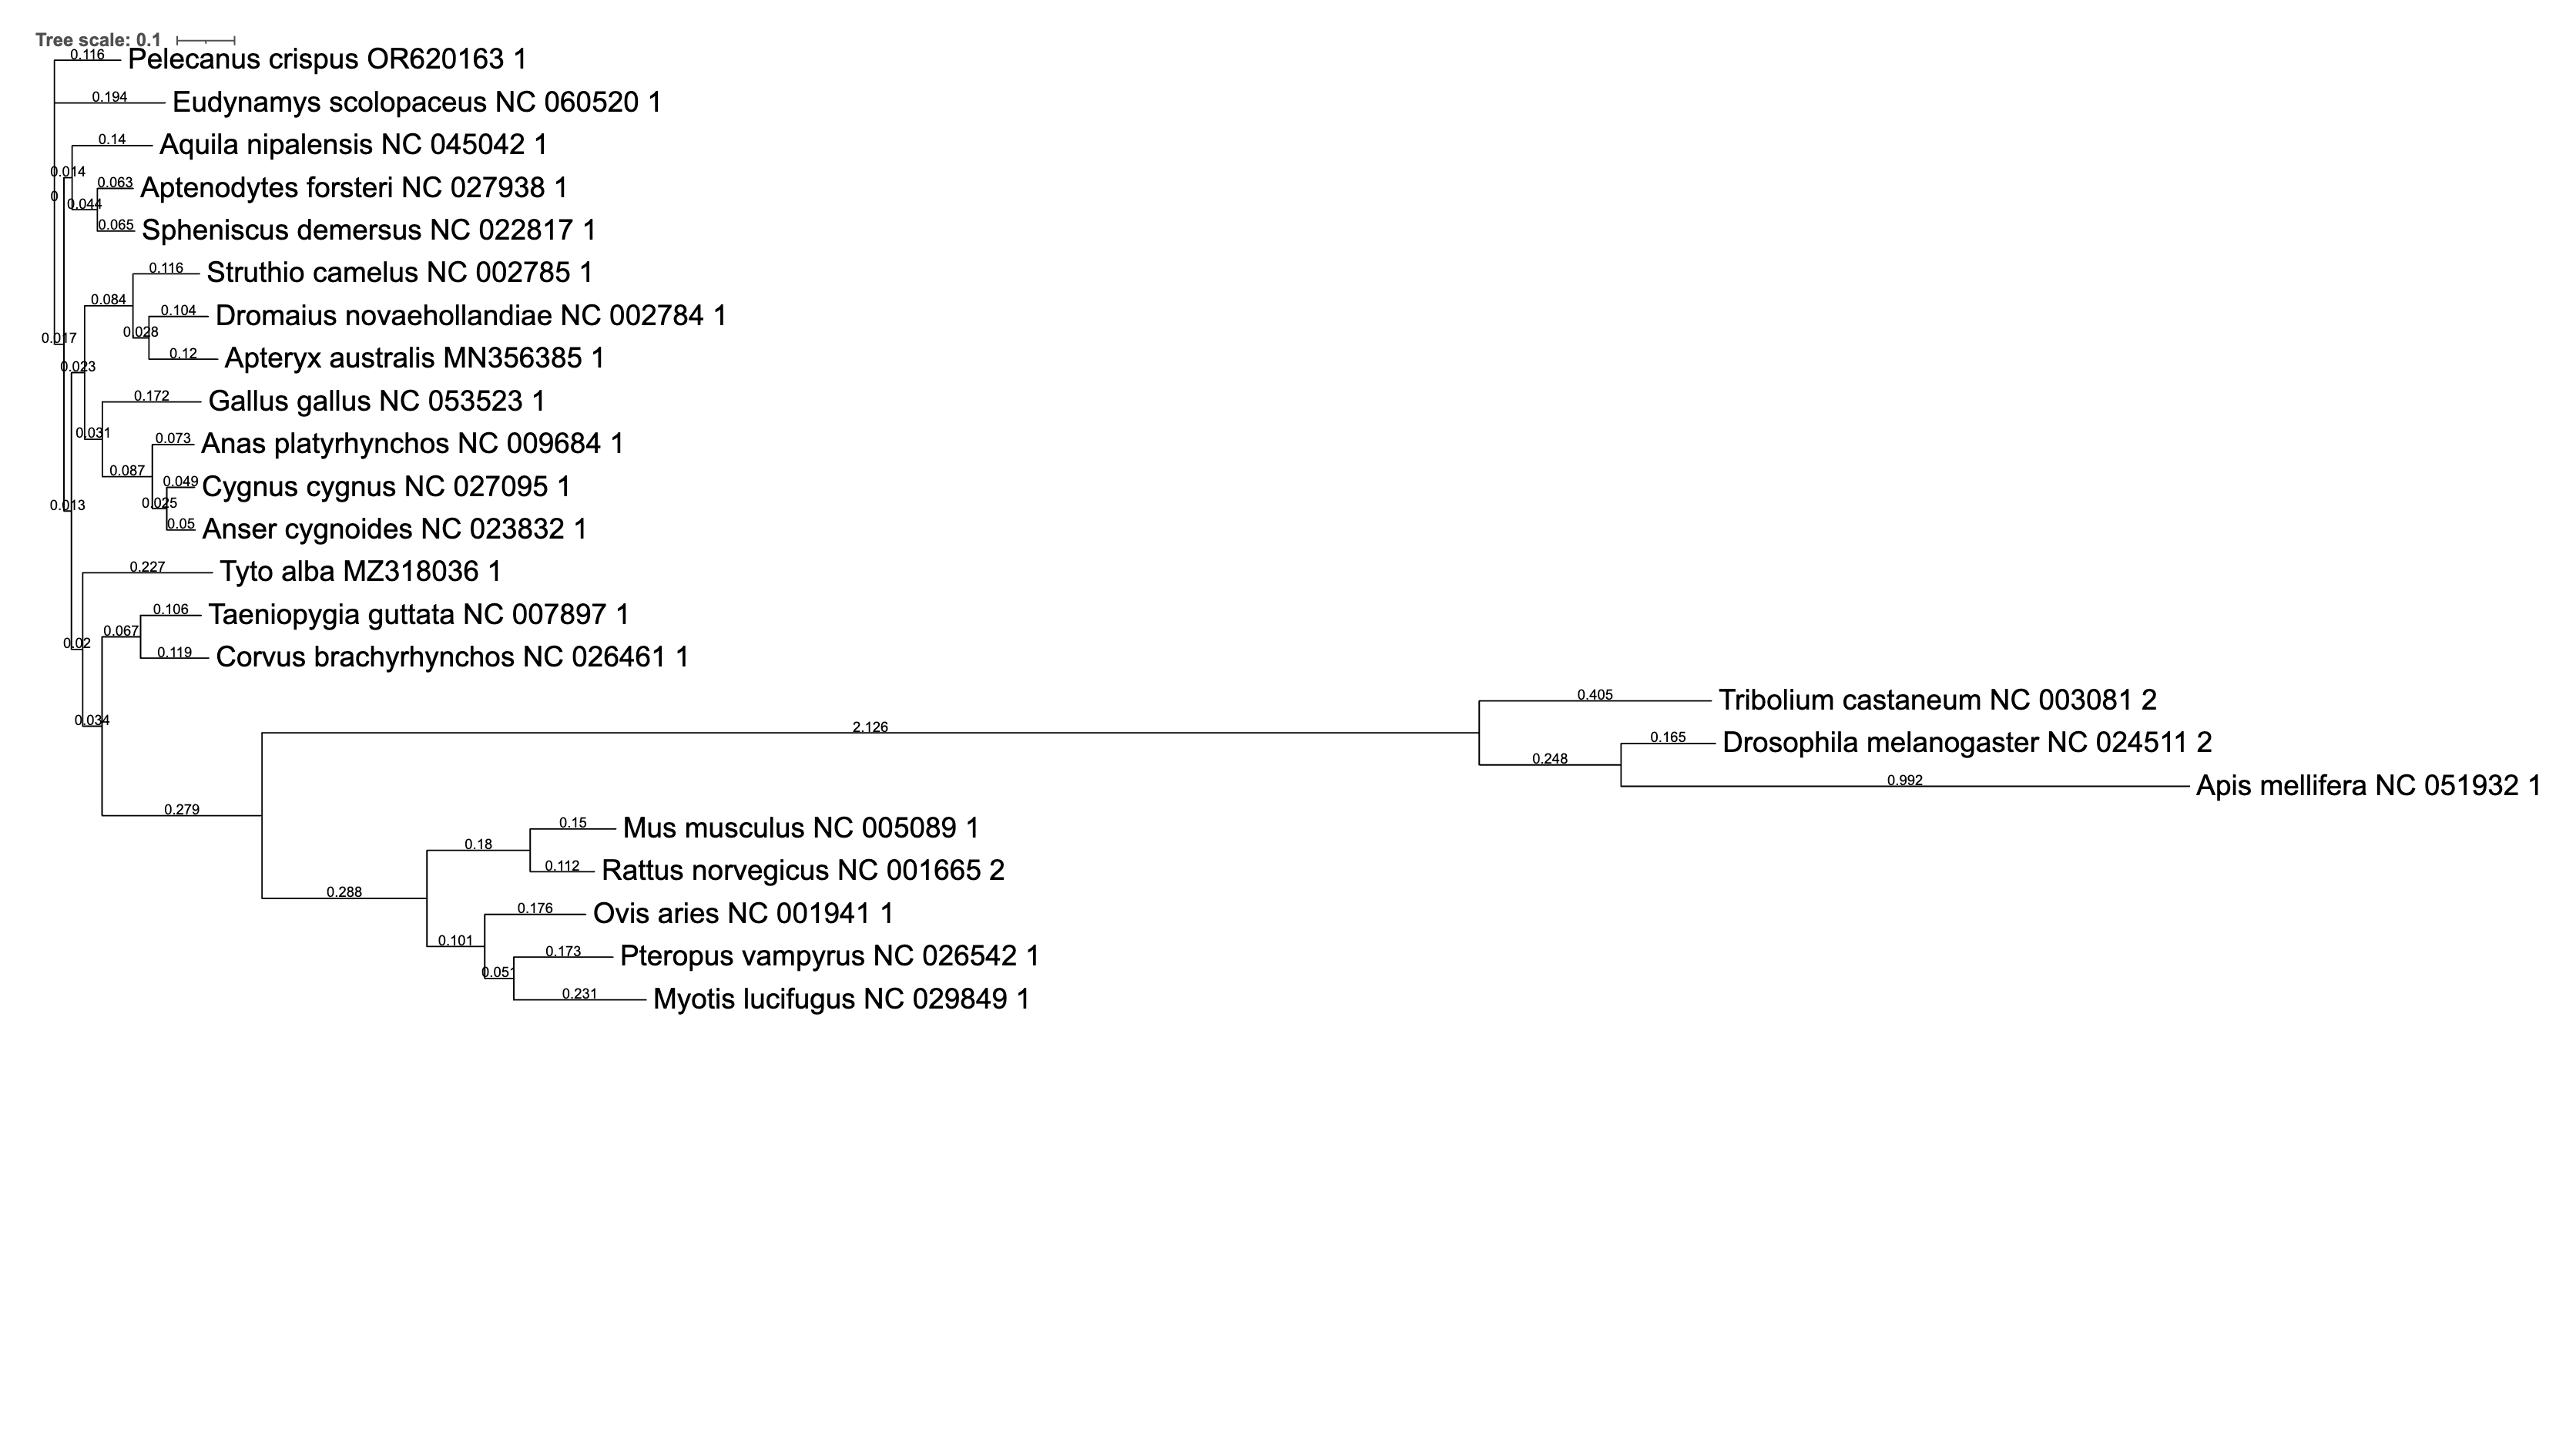 Tree scale: 0.1
0.116
Pelecanus crispus OR620163 1
0.194
Eudynamys scolopaceus NC 060520 1
0.14
Aquila nipalensis NC 045042 1
0.014
0.063
Aptenodytes forsteri NC 027938 1
0
0.044
0.065
Spheniscus demersus NC 022817 1
0.116
Struthio camelus NC 002785 1
0.084
0.104
Dromaius novaehollandiae NC 002784 1
0.028
0.017
0.12
Apteryx australis MN356385 1
0.023
0.172
Gallus gallus NC 053523 1
0.031
0.073
Anas platyrhynchos NC 009684 1
0.087
0.049
Cygnus cygnus NC 027095 1
0.025
0.013
0.05
Anser cygnoides NC 023832 1
0.227
Tyto alba MZ318036 1
0.106
Taeniopygia guttata NC 007897 1
0.067
0.02
0.119
Corvus brachyrhynchos NC 026461 1
0.405
Tribolium castaneum NC 003081 2
0.034
2.126
0.165
Drosophila melanogaster NC 024511 2
0.248
0.992
Apis mellifera NC 051932 1
0.279
0.15
Mus musculus NC 005089 1
0.18
0.112
Rattus norvegicus NC 001665 2
0.288
0.176
Ovis aries NC 001941 1
0.101
0.173
Pteropus vampyrus NC 026542 1
0.051
0.231
Myotis lucifugus NC 029849 1